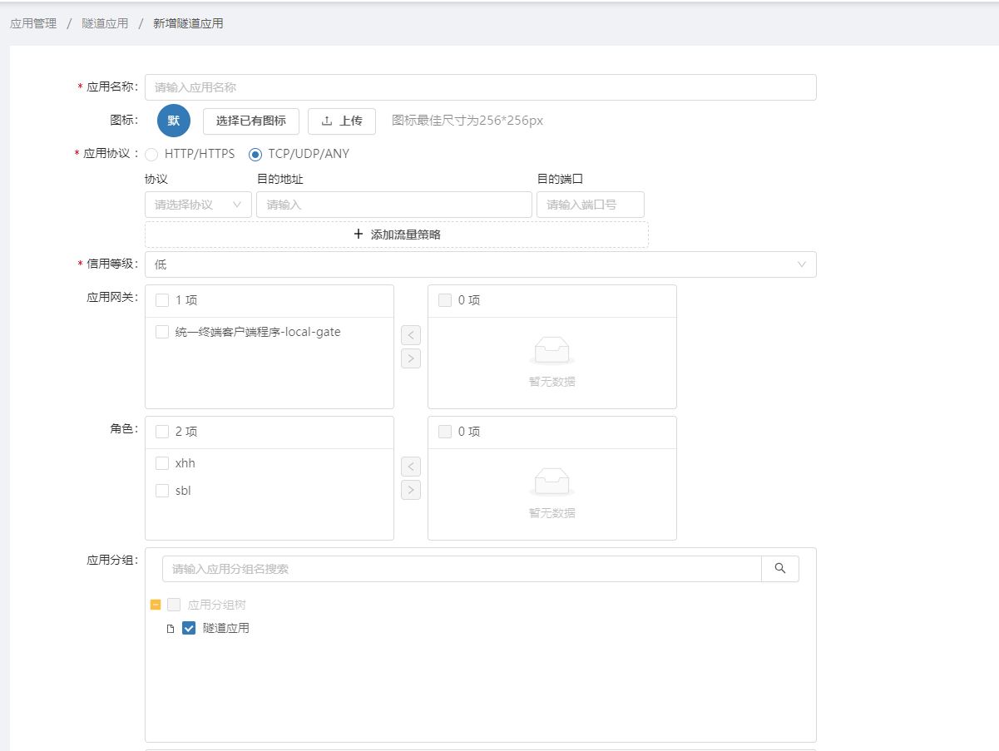 应用管理 / 隧道应用 / 新增隧道应用
* 应用名称: 请输入应用名称
图标: 默 选择已有图标 上传 图标最佳尺寸为256*256px
* 应用协议: HTTP/HTTPS TCP/UDP/ANY
协议 目的地址 目的端口
请选择协议 请输入 请输入端口号
+ 添加流量策略
* 信用等级: 低
应用网关: 1 项 0 项
统一终端客户端程序-local-gate
< 
>
暂无数据
角色: 2 项 0 项
xhh
<
sbl
>
暂无数据
应用分组: 请输入应用分组名搜索
应用分组树
隧道应用